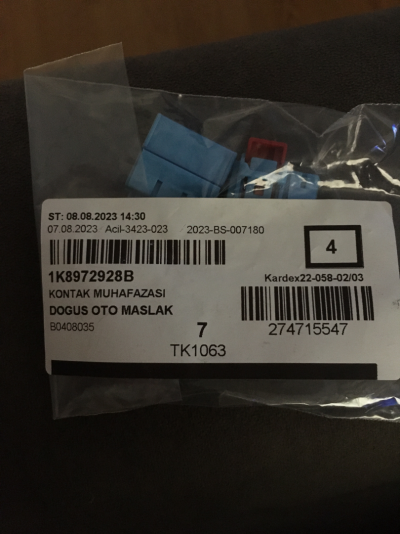 ST: 08.08.2023 14:30
07.08.2023 Acil-3423-023 2023-BS-007180
4
1K8972928B
Kardex22-058-02/03
KONTAK MUHAFAZASI
DOGUS OTO MASLAK
B0408035
7
274715547
TK1063